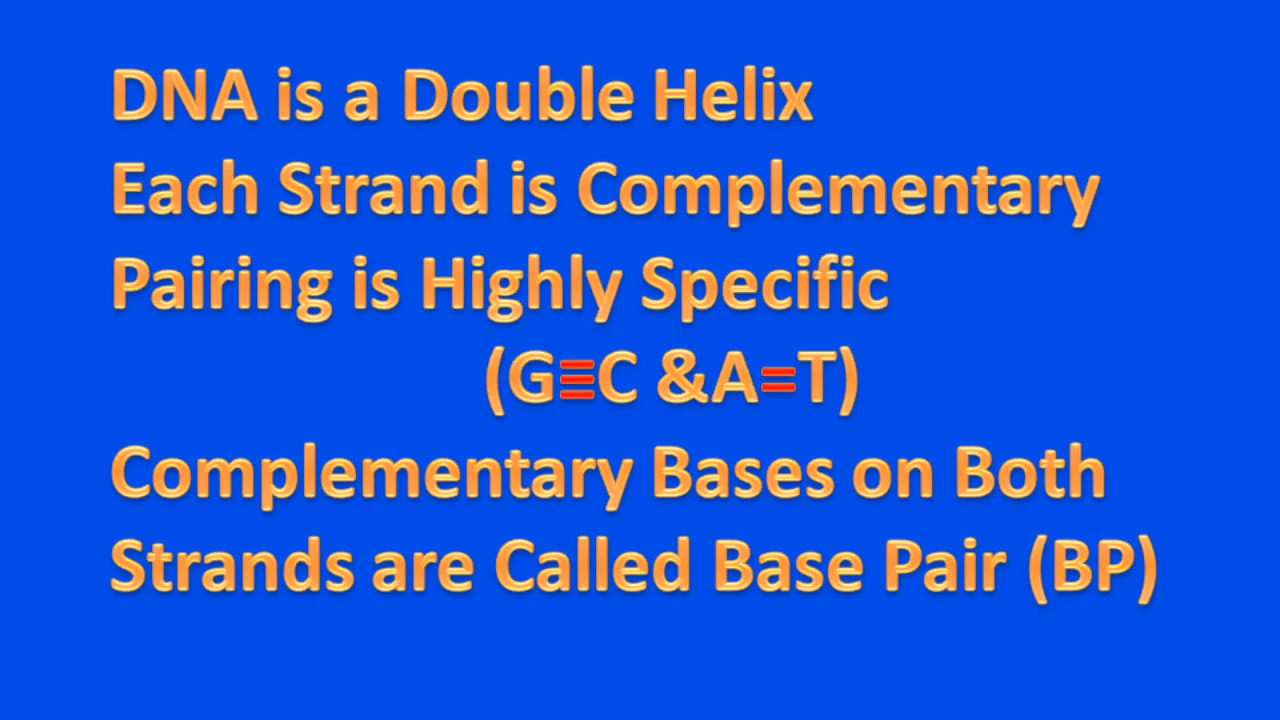 DNA is a Double Helix
Each Strand is Complementary
Pairing is Highly Specific
(G≡C &A=T)
Complementary Bases on Both
Strands are Called Base Pair (BP)